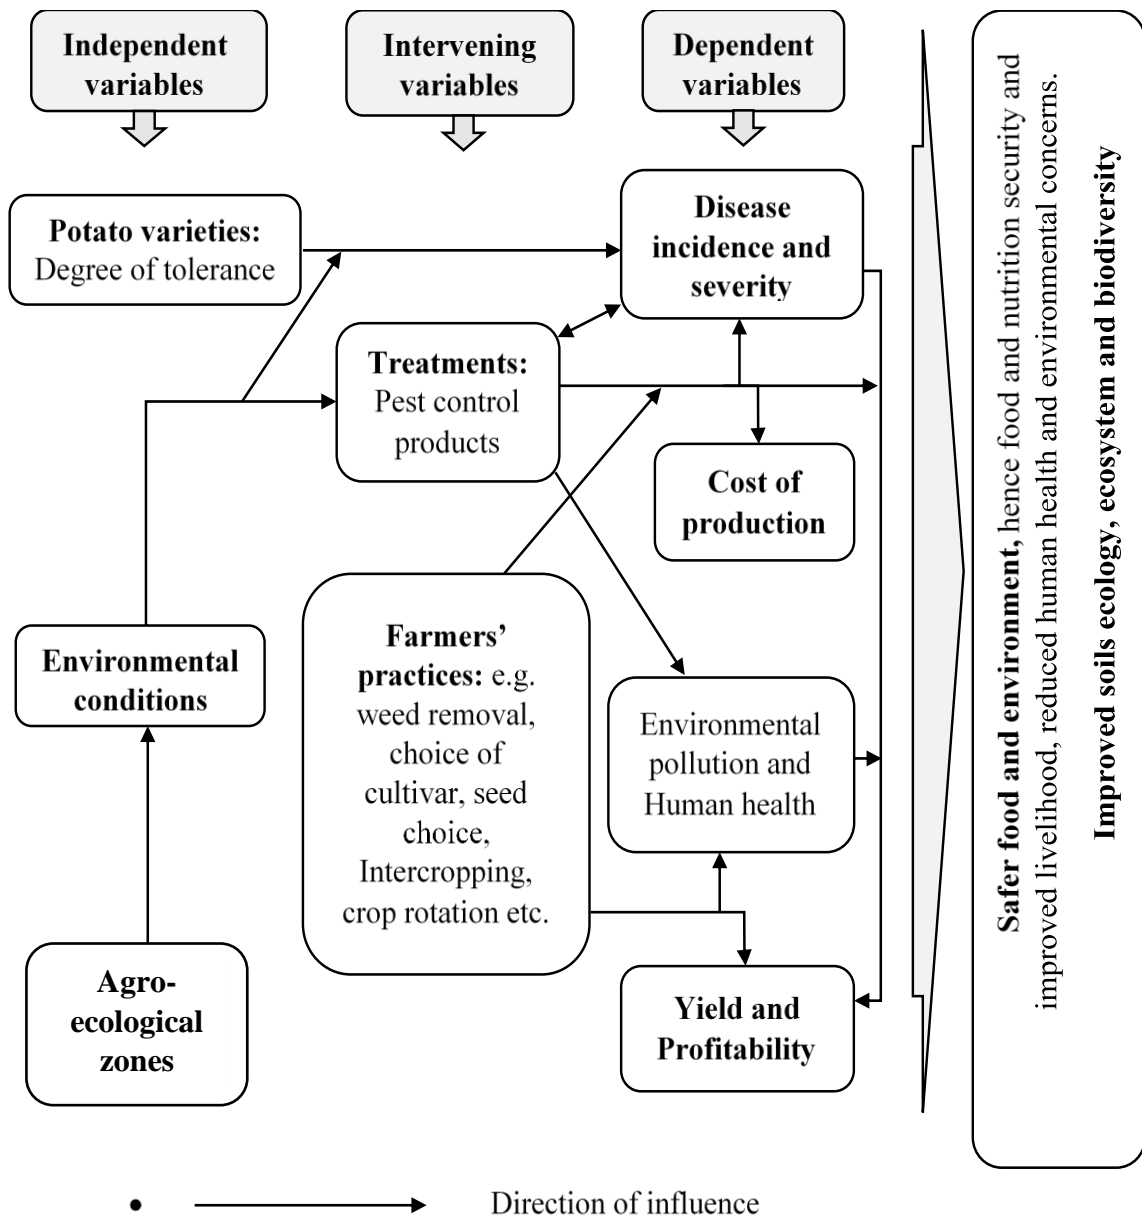 Independent
variables
Intervening
variables
Dependent
variables
Potato varieties:
Degree of tolerance
Disease
incidence and
severity
Treatments:
Pest control
products
Cost of
production
Environmental
conditions
Farmers’
practices: e.g.
weed removal,
choice of
cultivar, seed
choice,
Intercropping,
crop rotation etc.
Environmental
pollution and
Human health
Agro-
ecological
zones
Yield and
Profitability
Safer food and environment, hence food and nutrition security and
improved livelihood, reduced human health and environmental concerns.
Improved soils ecology, ecosystem and biodiversity
Direction of influence